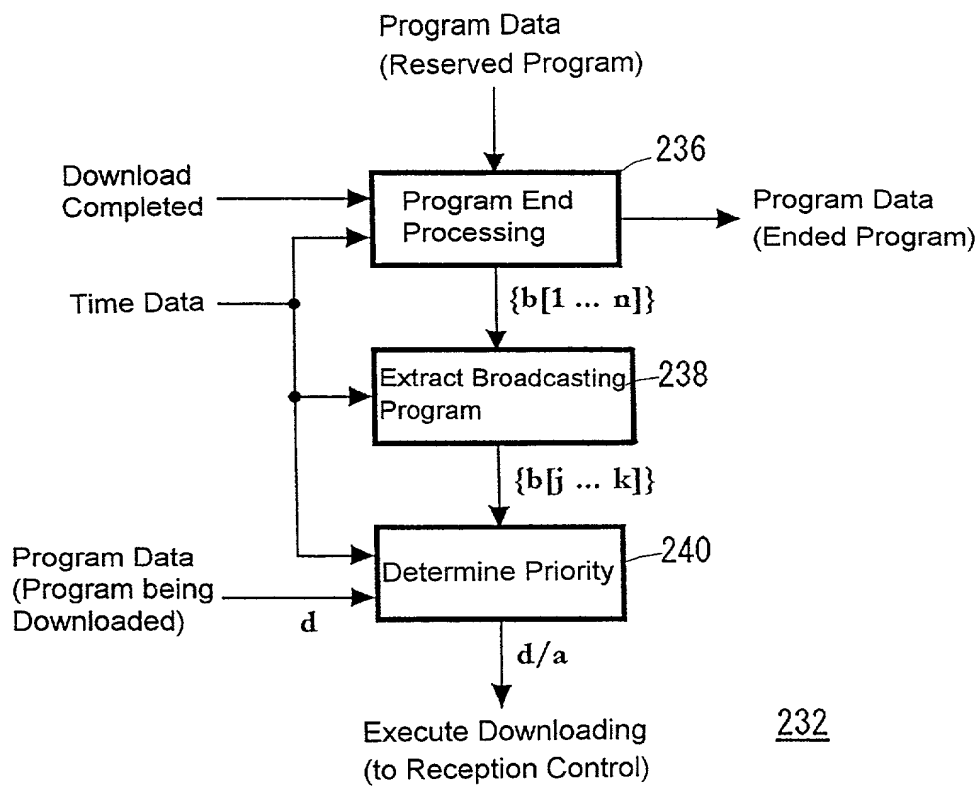 Program Data
(Reserved Program)
236
Download
Completed
Program End
Processing
Program Data
(Ended Program)
Time Data
{b[1 ... n]}
Extract Broadcasting
Program
238
{b[j ... k]}
Program Data
(Program being
Downloaded)
d
Determine Priority
240
d/a
Execute Downloading
(to Reception Control)
232